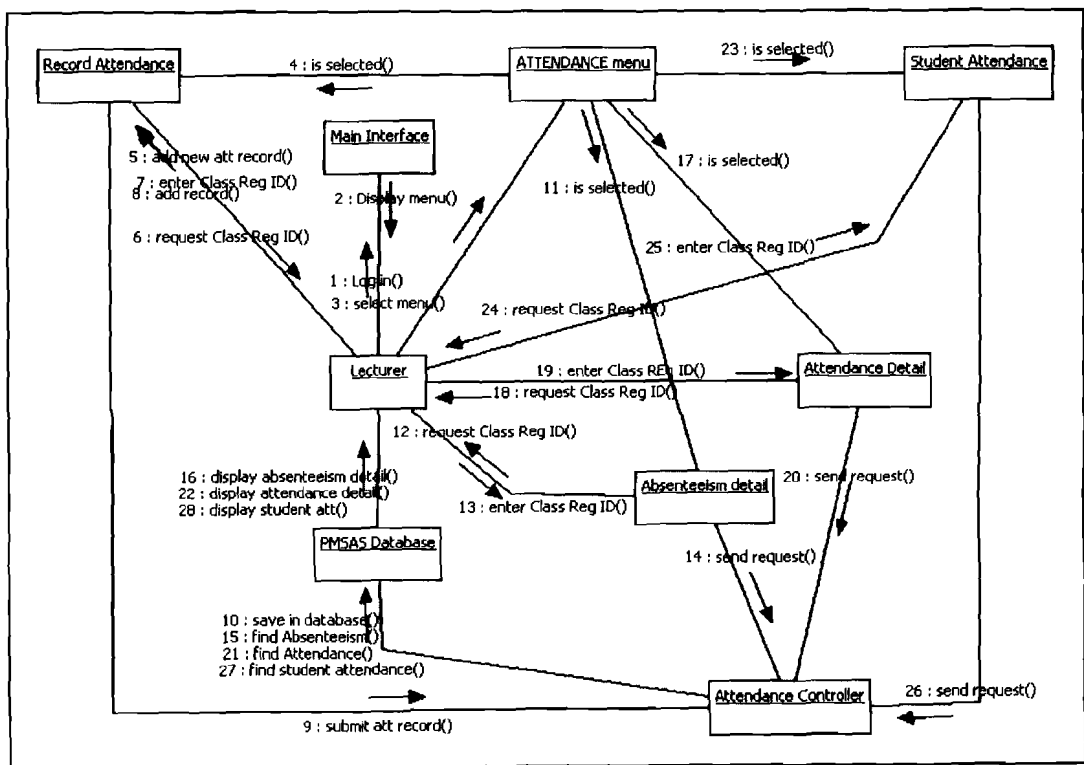 23 : is selected()
Record Attendance
4 : is selected()
ATTENDANCE menu
Student Attendance
Main Interface
5 : add new att record()
7 : enter Class Reg ID()
8 : add record()
17 : is selected()
11 : is selected()
2 : Display menu()
6 : request Class Reg ID()
25 : enter Class Reg ID()
1 : Log in()
3 : select menu()
24 : request Class Reg ID()
Lecturer
19 : enter Class REg ID()
Attendance Detail
18 : request Class Reg ID()
12 : request Class Reg ID()
16 : display absenteeism detail()
22 : display attendance detail()
28 : display student att()
Absenteeism detail
20 : send request()
13 : enter Class Reg ID()
PMSAS Database
14 : send request()
10 : save in database()
15 : find Absenteeism()
21 : find Attendance()
27 : find student attendance()
Attendance Controller
26 : send request()
9 : submit att record()